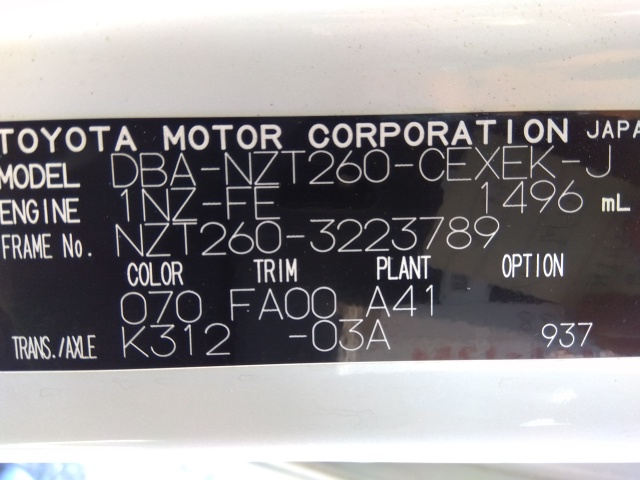 TOYOTA MOTOR CORPORATION JAPA
MODEL DBA-NZT260-CEXEK-J
ENGINE 1NZ-FE 1496 mL
FRAME No. NZT260-3223789
COLOR TRIM PLANT OPTION
070 FA00 A41
TRANS./AXLE K312 -03A 937